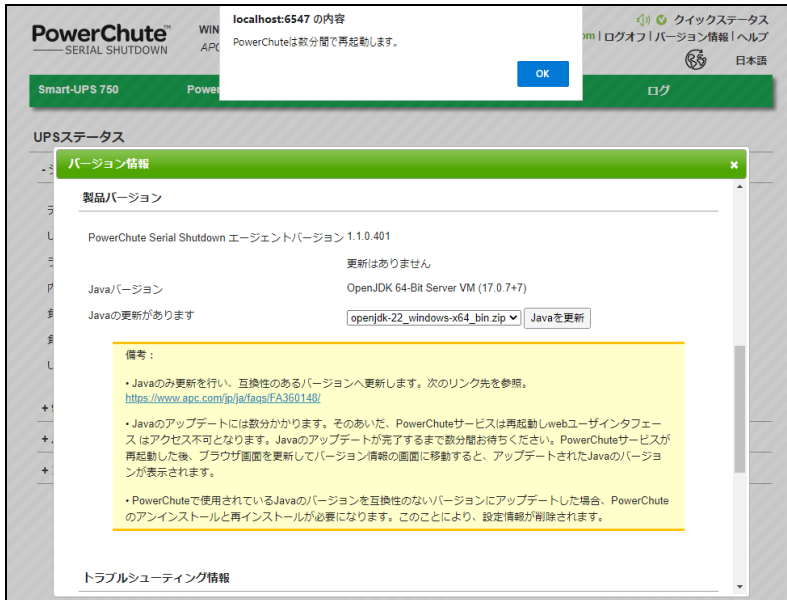 PowerChute™
SERIAL SHUTDOWN
WIN
APC
localhost:6547 の内容
PowerChuteは数分間で再起動します。
OK
クイックステータス
om | ログオフ | バージョン情報 | ヘルプ
日本語
Smart-UPS 750
Power
ログ
UPSステータス
バージョン情報
製品バージョン
PowerChute Serial Shutdown エージェントバージョン 1.1.0.401
更新はありません
Javaバージョン OpenJDK 64-Bit Server VM (17.0.7+7)
Javaの更新があります openjdk-22_windows-x64_bin.zip Javaを更新
備考：
• Javaのみ更新を行い、互換性のあるバージョンへ更新します。次のリンク先を参照。
https://www.apc.com/jp/ja/faqs/FA360148/
• Javaのアップデートには数分かかります。そのあいだ、PowerChuteサービスは再起動しwebユーザインタフェー
ス はアクセス不可となります。Javaのアップデートが完了するまで数分間お待ちください。PowerChuteサービスが
再起動した後、ブラウザ画面を更新してバージョン情報の画面に移動すると、アップデートされたJavaのバージョ
ンが表示されます。
• PowerChuteで使用されているJavaのバージョンを互換性のないバージョンにアップデートした場合、PowerChute
のアンインストールと再インストールが必要になります。このことにより、設定情報が削除されます。
トラブルシューティング情報